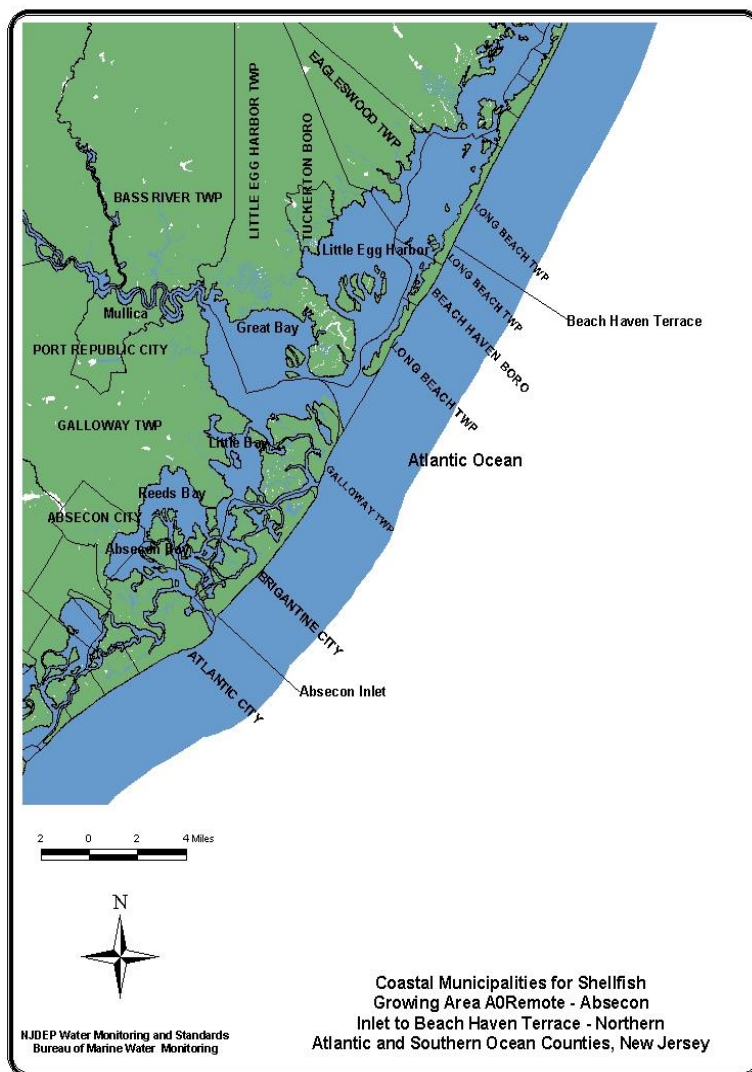 EAGLESWOOD TWP
LITTLE EGG HARBOR TWP
TUCKERTON BORO
BASS RIVER TWP
LONG BEACH TWP
Little Egg Harbor
LONG BEACH TWP
Mullica
Great Bay
BEACH HAVEN BORO
Beach Haven Terrace
PORT REPUBLIC CITY
LONG BEACH TWP
GALLOWAY TWP
Little Bay
Atlantic Ocean
Reeds Bay
GALLOWAY TWP
ABSECON CITY
Absecon Bay
BRIGANTINE CITY
ATLANTIC CITY
Absecon Inlet
2 0 2 4 Miles
N
NJDEP Water Monitoring and Standards
Bureau of Marine Water Monitoring
Coastal Municipalities for Shellfish
Growing Area A0Remote - Absecon
Inlet to Beach Haven Terrace - Northern
Atlantic and Southern Ocean Counties, New Jersey